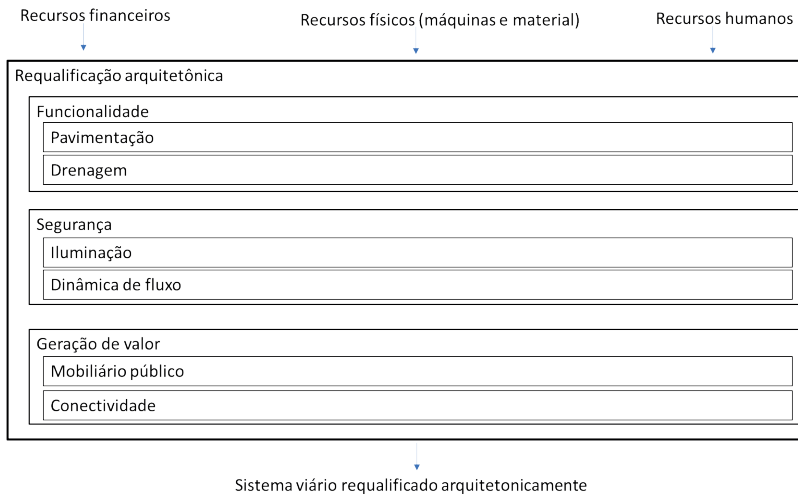 Recursos financeiros
Recursos físicos (máquinas e material)
Recursos humanos
Requalificação arquitetônica
Funcionalidade
Pavimentação
Drenagem
Segurança
Iluminação
Dinâmica de fluxo
Geração de valor
Mobiliário público
Conectividade
Sistema viário requalificado arquitetonicamente